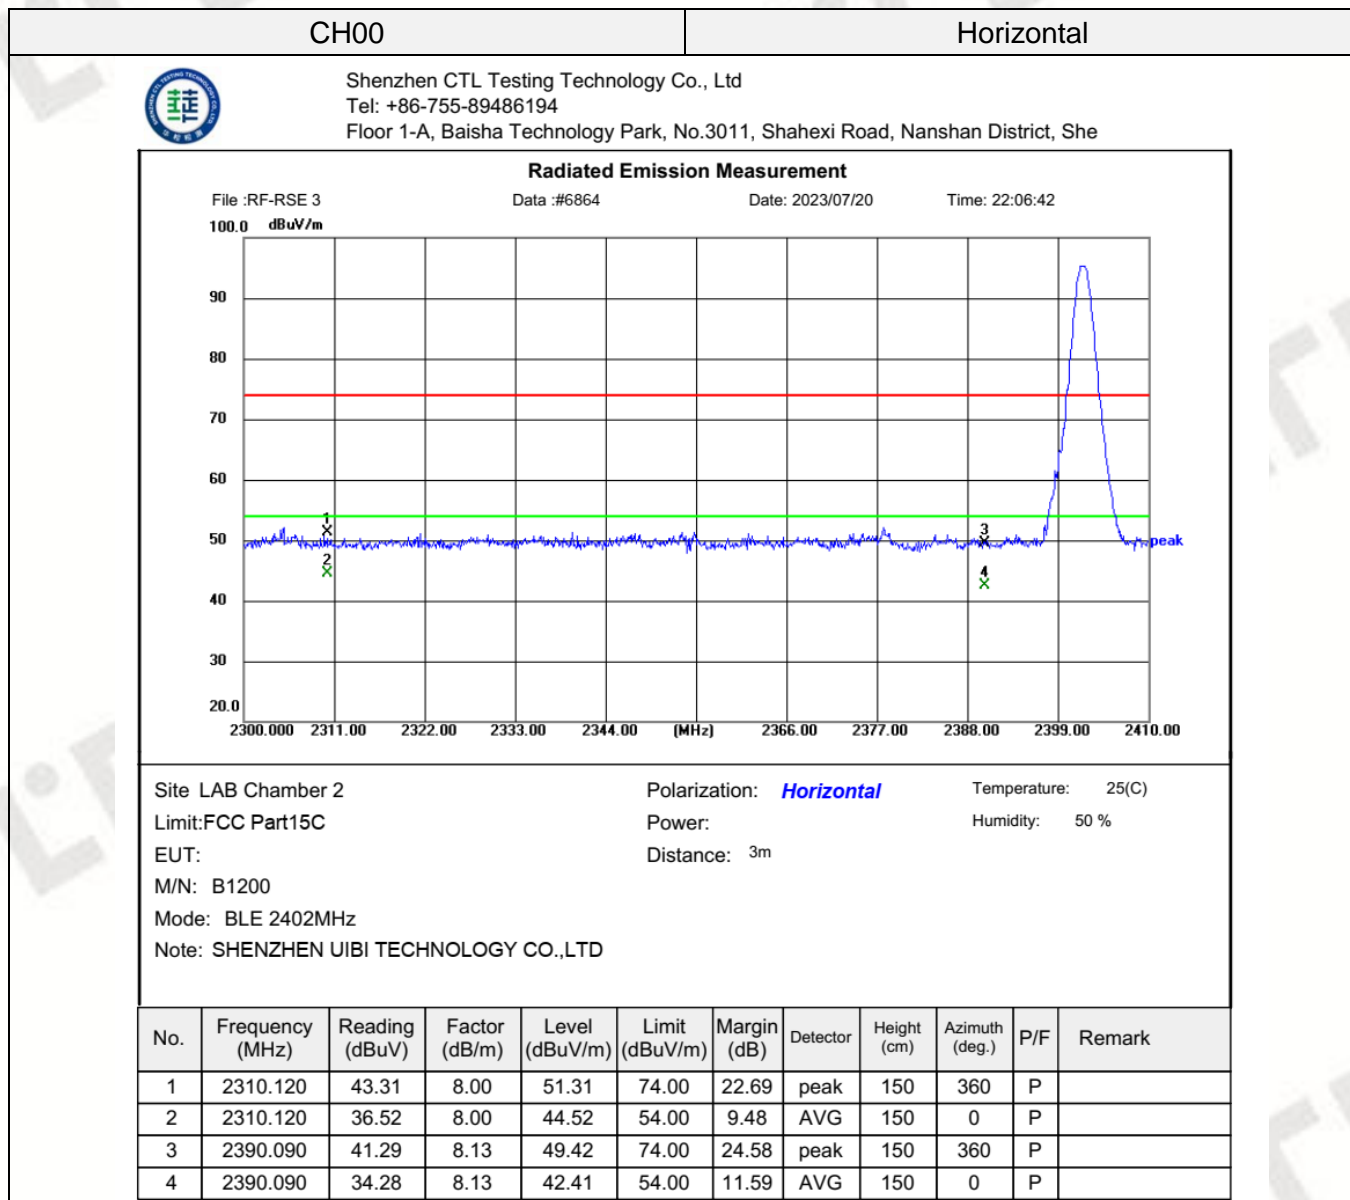 CH00 Horizontal
Shenzhen CTL Testing Technology Co., Ltd
Tel: +86-755-89486194
Floor 1-A, Baisha Technology Park, No.3011, Shahexi Road, Nanshan District, She
Radiated Emission Measurement
File :RF-RSE 3 Data :#6864 Date: 2023/07/20 Time: 22:06:42
100.0 dBuV/m
90
80
70
60
1
50 3 peak
2
4
40
30
20.0
2300.000 2311.00 2322.00 2333.00 2344.00 (MHz) 2366.00 2377.00 2388.00 2399.00 2410.00
Site LAB Chamber 2 Polarization: Horizontal Temperature: 25(C)
Limit:FCC Part15C Power: Humidity: 50 %
EUT: Distance: 3m
M/N: B1200
Mode: BLE 2402MHz
Note: SHENZHEN UIBI TECHNOLOGY CO.,LTD
No. Frequency (MHz) Reading (dBuV) Factor (dB/m) Level (dBuV/m) Limit (dBuV/m) Margin (dB) Detector Height (cm) Azimuth (deg.) P/F Remark
1 2310.120 43.31 8.00 51.31 74.00 22.69 peak 150 360 P
2 2310.120 36.52 8.00 44.52 54.00 9.48 AVG 150 0 P
3 2390.090 41.29 8.13 49.42 74.00 24.58 peak 150 360 P
4 2390.090 34.28 8.13 42.41 54.00 11.59 AVG 150 0 P